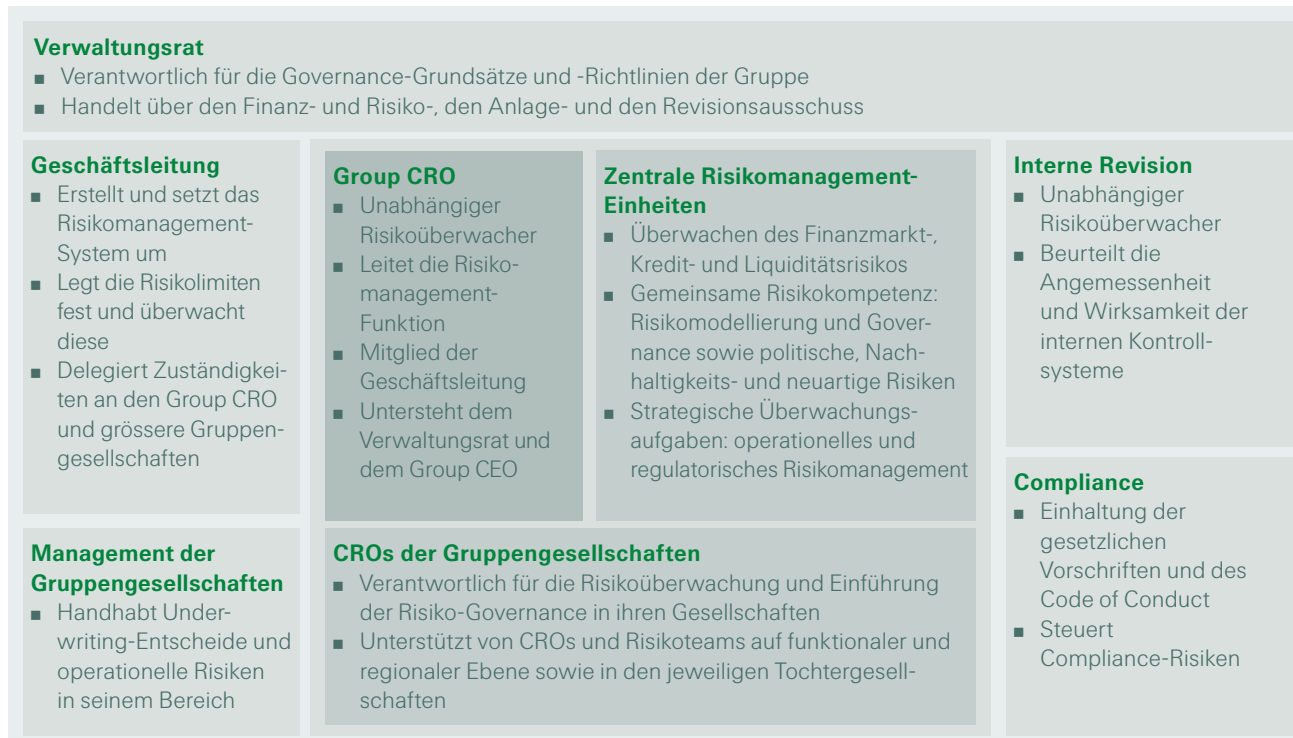 Verwaltungsrat
▪ Verantwortlich für die Governance-Grundsätze und -Richtlinien der Gruppe
▪ Handelt über den Finanz- und Risiko-, den Anlage- und den Revisionsausschuss
Geschäftsleitung
▪ Erstellt und setzt das
Risikomanagement-
System um
▪ Legt die Risikolimiten
fest und überwacht
diese
▪ Delegiert Zuständigkei-
ten an den Group CRO
und grössere Gruppen-
gesellschaften
Group CRO
▪ Unabhängiger
Risikoüberwacher
▪ Leitet die Risiko-
management-
Funktion
▪ Mitglied der
Geschäftsleitung
▪ Untersteht dem
Verwaltungsrat und
dem Group CEO
Zentrale Risikomanagement-
Einheiten
▪ Überwachen des Finanzmarkt-,
Kredit- und Liquiditätsrisikos
▪ Gemeinsame Risikokompetenz:
Risikomodellierung und Gover-
nance sowie politische, Nach-
haltigkeits- und neuartige Risiken
▪ Strategische Überwachungs-
aufgaben: operationelles und
regulatorisches Risikomanagement
Interne Revision
▪ Unabhängiger
Risikoüberwacher
▪ Beurteilt die
Angemessenheit
und Wirksamkeit der
internen Kontroll-
systeme
Management der
Gruppengesellschaften
▪ Handhabt Under-
writing-Entscheide und
operationelle Risiken
in seinem Bereich
CROs der Gruppengesellschaften
▪ Verantwortlich für die Risikoüberwachung und Einführung
der Risiko-Governance in ihren Gesellschaften
▪ Unterstützt von CROs und Risikoteams auf funktionaler und
regionaler Ebene sowie in den jeweiligen Tochtergesell-
schaften
Compliance
▪ Einhaltung der
gesetzlichen
Vorschriften und des
Code of Conduct
▪ Steuert
Compliance-Risiken